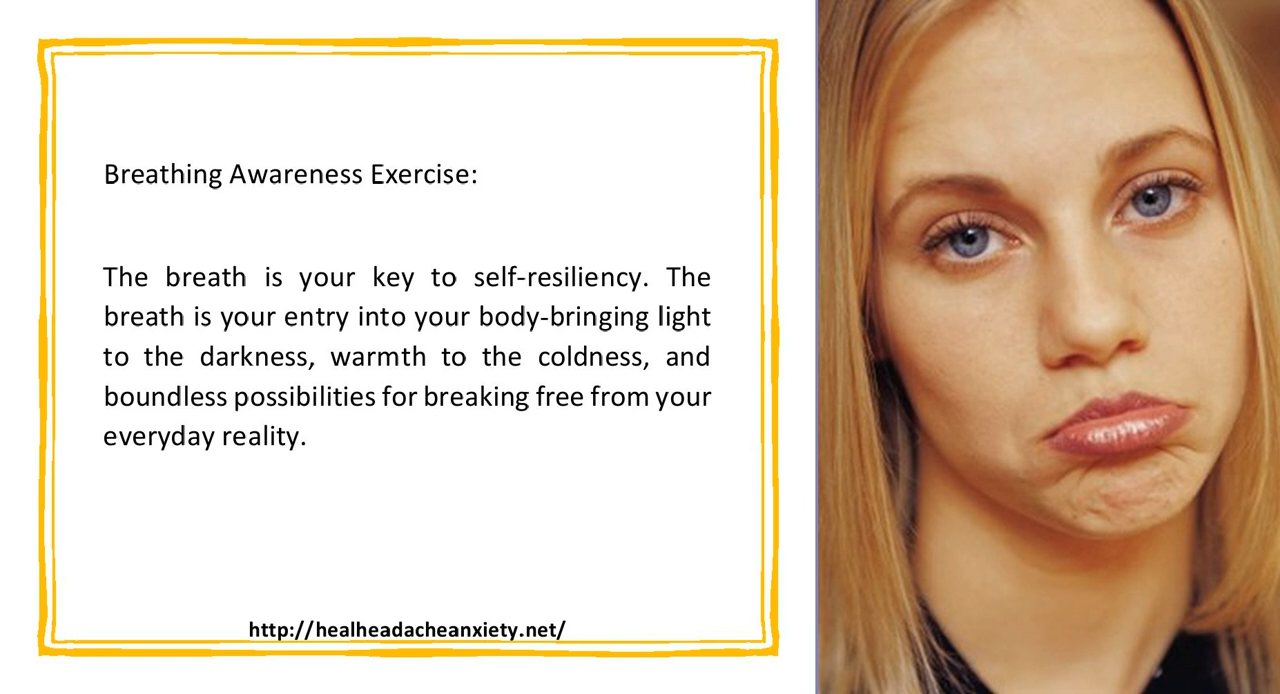 Breathing Awareness Exercise:
The breath is your key to self-resiliency. The
breath is your entry into your body-bringing light
to the darkness, warmth to the coldness, and
boundless possibilities for breaking free from your
everyday reality.
http://healheadacheanxiety.net/